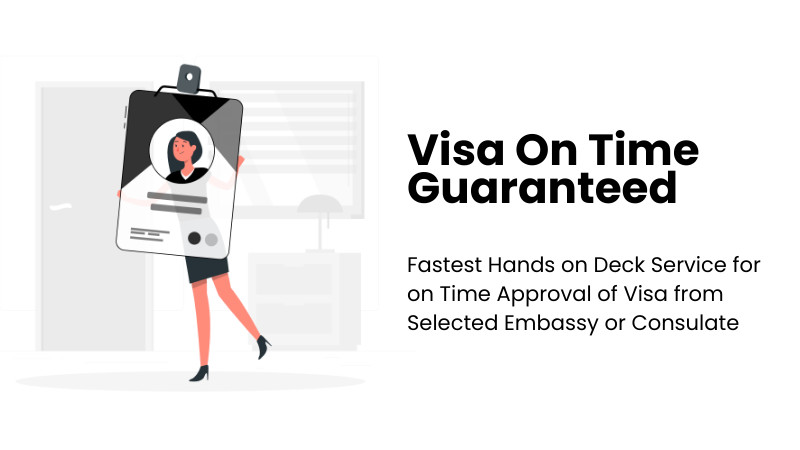 Visa On Time
Guaranteed
Fastest Hands on Deck Service for
on Time Approval of Visa from
Selected Embassy or Consulate